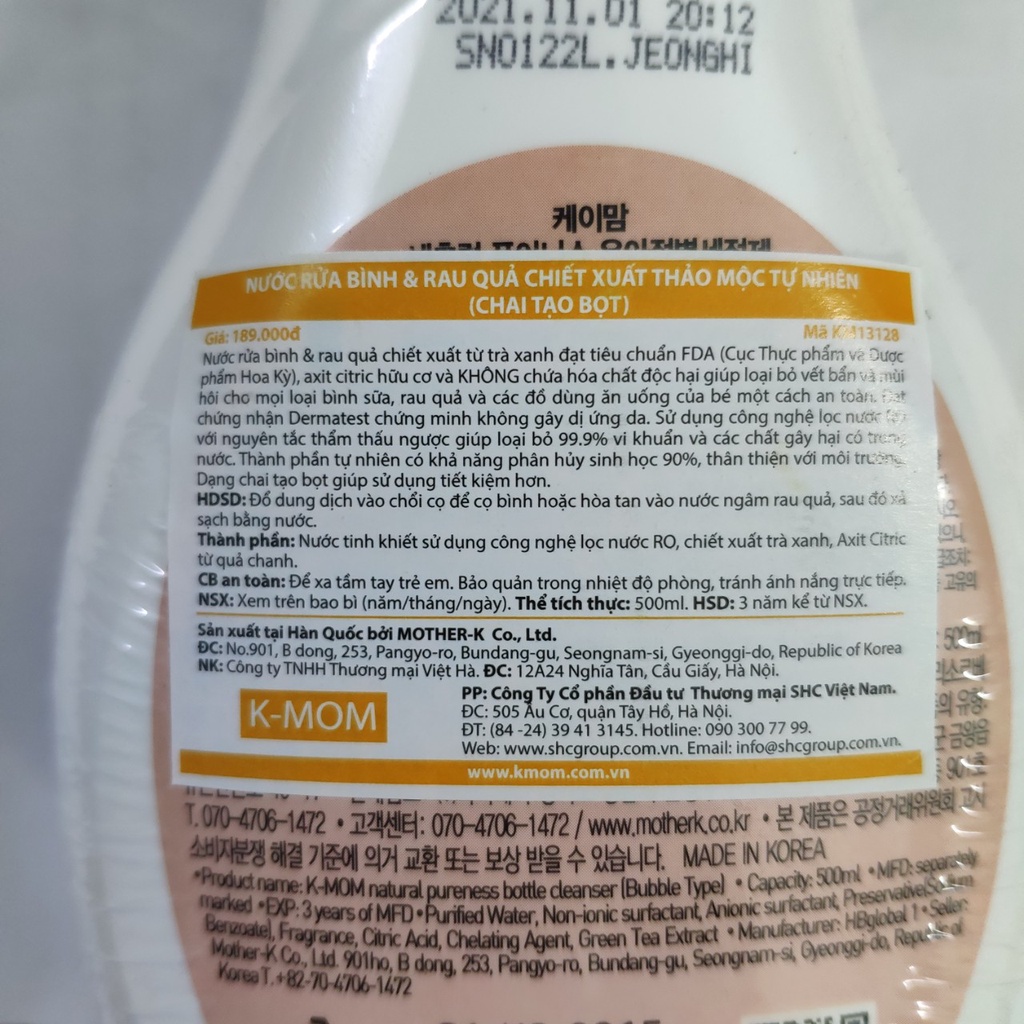 2021.11.01 20:12
SN0122L.JEONGHI
케이맘
NƯỚC RỬA BÌNH & RAU QUẢ CHIẾT XUẤT THẢO MỘC TỰ NHIÊN
(CHAI TẠO BỌT)
Giá: 189.000đ Mã KM13128
Nước rửa bình & rau quả chiết xuất từ trà xanh đạt tiêu chuẩn FDA (Cục Thực phẩm và Dược
phẩm Hoa Kỳ), axit citric hữu cơ và KHÔNG chứa hóa chất độc hại giúp loại bỏ vết bẩn và mùi
hôi cho mọi loại bình sữa, rau quả và các đồ dùng ăn uống của bé một cách an toàn. Đạt
chứng nhận Dermatest chứng minh không gây dị ứng da. Sử dụng công nghệ lọc nước
với nguyên tắc thẩm thấu ngược giúp loại bỏ 99.9% vi khuẩn và các chất gây hại có trong
nước. Thành phần tự nhiên có khả năng phân hủy sinh học 90%, thân thiện với môi trường.
Dạng chai tạo bọt giúp sử dụng tiết kiệm hơn.
HDSD: Đổ dung dịch vào chổi cọ để cọ bình hoặc hòa tan vào nước ngâm rau quả, sau đó xả
sạch bằng nước.
Thành phần: Nước tinh khiết sử dụng công nghệ lọc nước RO, chiết xuất trà xanh, Axit Citric
từ quả chanh.
CB an toàn: Để xa tầm tay trẻ em. Bảo quản trong nhiệt độ phòng, tránh ánh nắng trực tiếp.
NSX: Xem trên bao bì (năm/tháng/ngày). Thể tích thực: 500ml. HSD: 3 năm kể từ NSX.
Sản xuất tại Hàn Quốc bởi MOTHER-K Co., Ltd.
ĐC: No.901, B dong, 253, Pangyo-ro, Bundang-gu, Seongnam-si, Gyeonggi-do, Republic of Korea
NK: Công ty TNHH Thương mại Việt Hà. ĐC: 12A24 Nghĩa Tân, Cầu Giấy, Hà Nội.
K-MOM
PP: Công Ty Cổ phần Đầu tư Thương mại SHC Việt Nam.
ĐC: 505 Âu Cơ, quận Tây Hồ, Hà Nội.
ĐT: (84 -24) 39 41 3145. Hotline: 090 300 77 99.
Web: www.shcgroup.com.vn. Email: info@shcgroup.com.vn.
www.kmom.com.vn
T. 070-4706-1472 • 고객센터: 070-4706-1472 / www.motherk.co.kr • 본 제품은 공정거래위원회 고시
소비자분쟁 해결 기준에 의거 교환 또는 보상 받을 수 있습니다. MADE IN KOREA
•Product name: K-MOM natural pureness bottle cleanser (Bubble Type) •Capacity: 500ml •MFD: separately
marked •EXP: 3 years of MFD •Purified Water, Non-ionic surfactant, Anionic surfactant, Preservative(Sodium
Benzoate), Fragrance, Citric Acid, Chelating Agent, Green Tea Extract •Manufacturer: HBglobal 1 •Seller:
Mother-K Co., Ltd. 901ho, B dong, 253, Pangyo-ro, Bundang-gu, Seongnam-si, Gyeonggi-do, Republic of
Korea T.+82-70-4706-1472